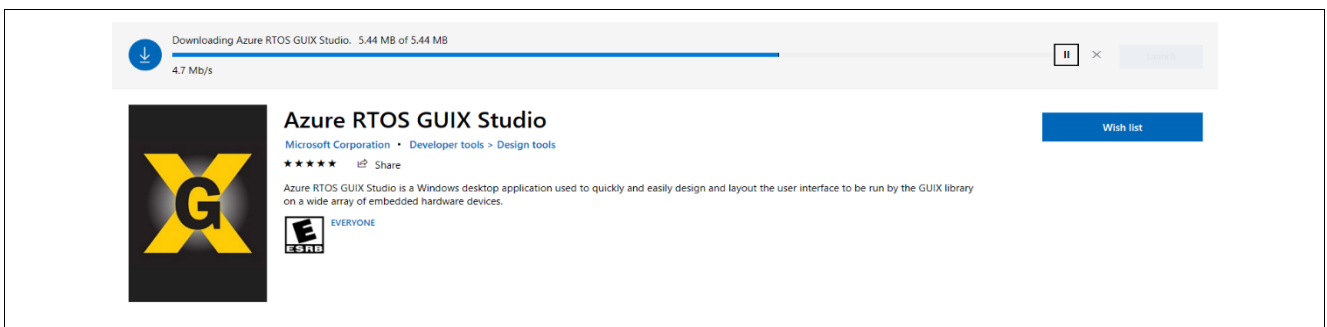 Downloading Azure RTOS GUIX Studio. 5.44 MB of 5.44 MB
4.7 Mb/s
Azure RTOS GUIX Studio
Wish list
Microsoft Corporation • Developer tools > Design tools
★★★★★ Share
Azure RTOS GUIX Studio is a Windows desktop application used to quickly and easily design and layout the user interface to be run by the GUIX library
on a wide array of embedded hardware devices.
GX
E
ESRB
EVERYONE